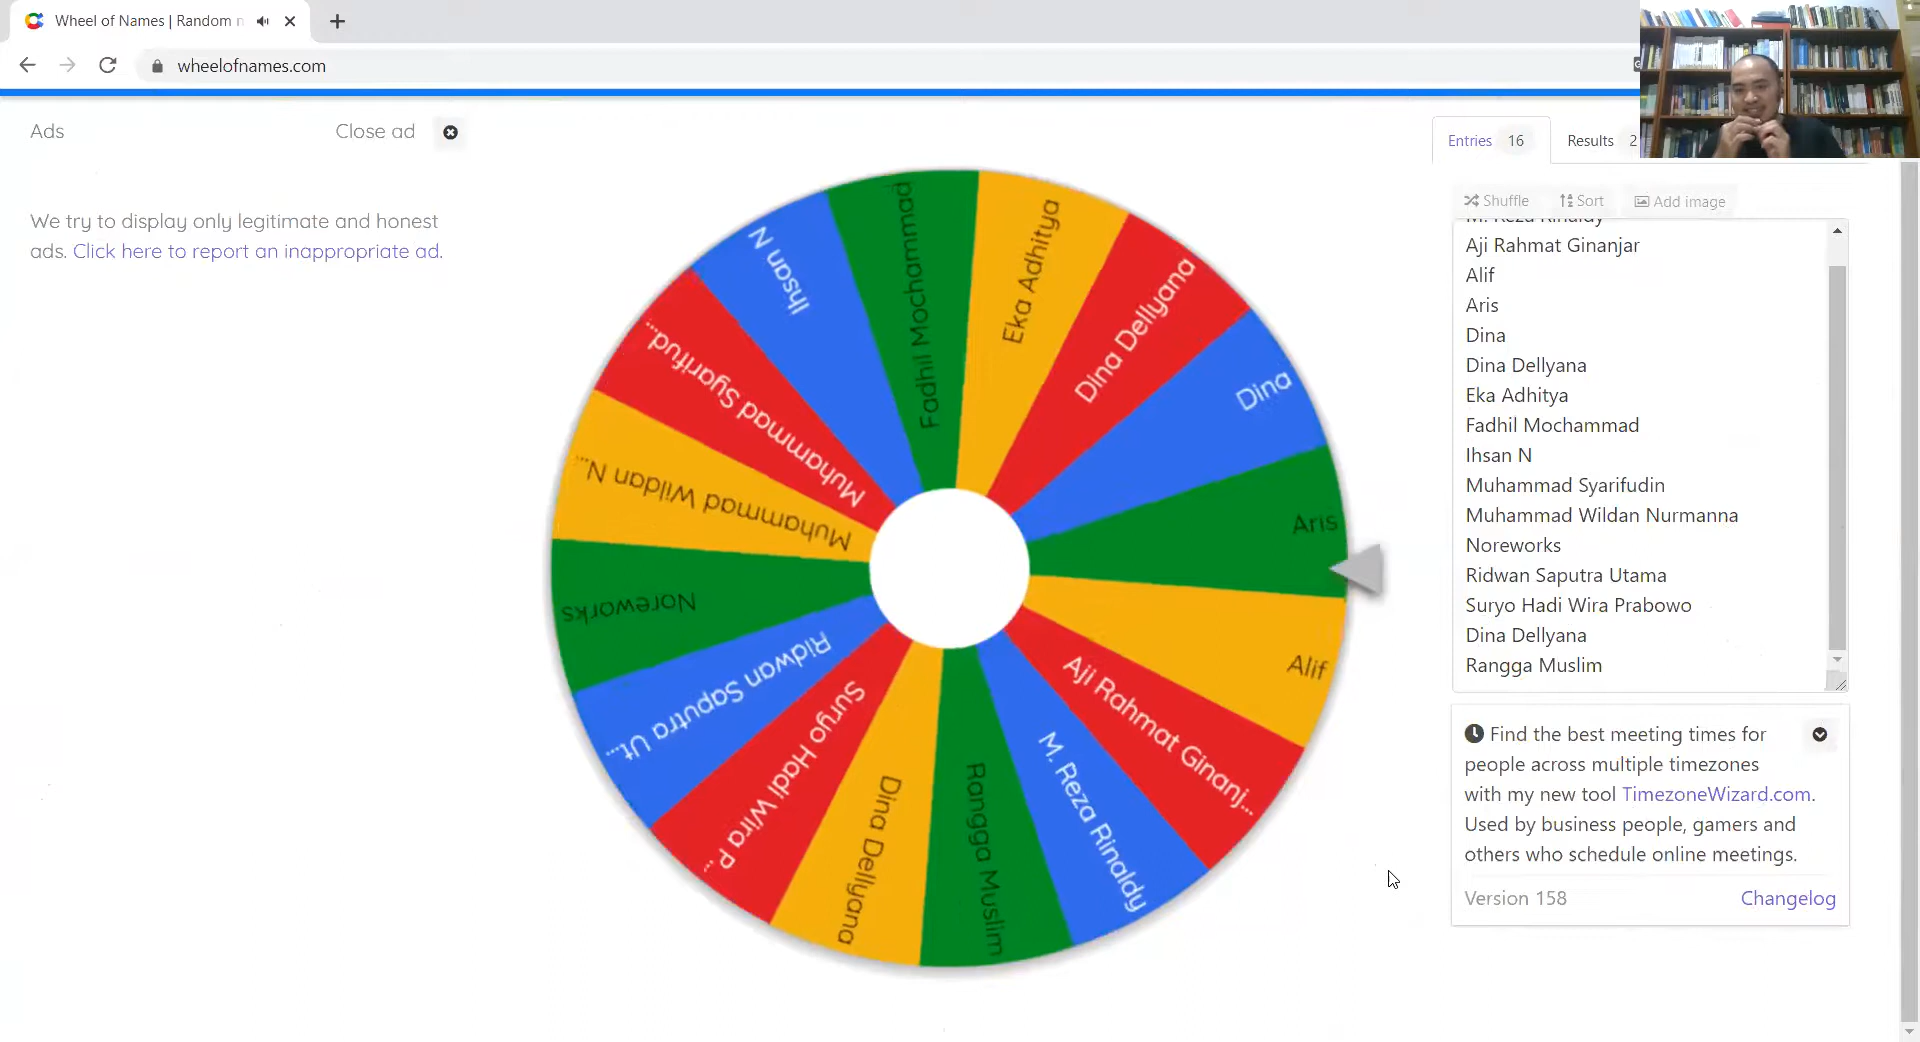 Wheel of Names | Random n
wheelofnames.com
Ads
Close ad
We try to display only legitimate and honest
ads. Click here to report an inappropriate ad.
Fadhil Mochammad
Eka Adhitya
Dina Dellyana
Dina
Aris
Alif
Aji Rahmat Ginanj...
M. Reza Rinaldy
Rangga Muslim
Dina Dellyana
Suryo Hadi Wira P...
Ridwan Saputra Ut...
Noreworks
Muhammad Wildan N...
Muhammad Syarifud...
Ihsan N
Entries 16
Results 2
Shuffle
Sort
Add image
M. Reza Rinaldy
Aji Rahmat Ginanjar
Alif
Aris
Dina
Dina Dellyana
Eka Adhitya
Fadhil Mochammad
Ihsan N
Muhammad Syarifudin
Muhammad Wildan Nurmanna
Noreworks
Ridwan Saputra Utama
Suryo Hadi Wira Prabowo
Dina Dellyana
Rangga Muslim
Find the best meeting times for
people across multiple timezones
with my new tool TimezoneWizard.com.
Used by business people, gamers and
others who schedule online meetings.
Version 158
Changelog